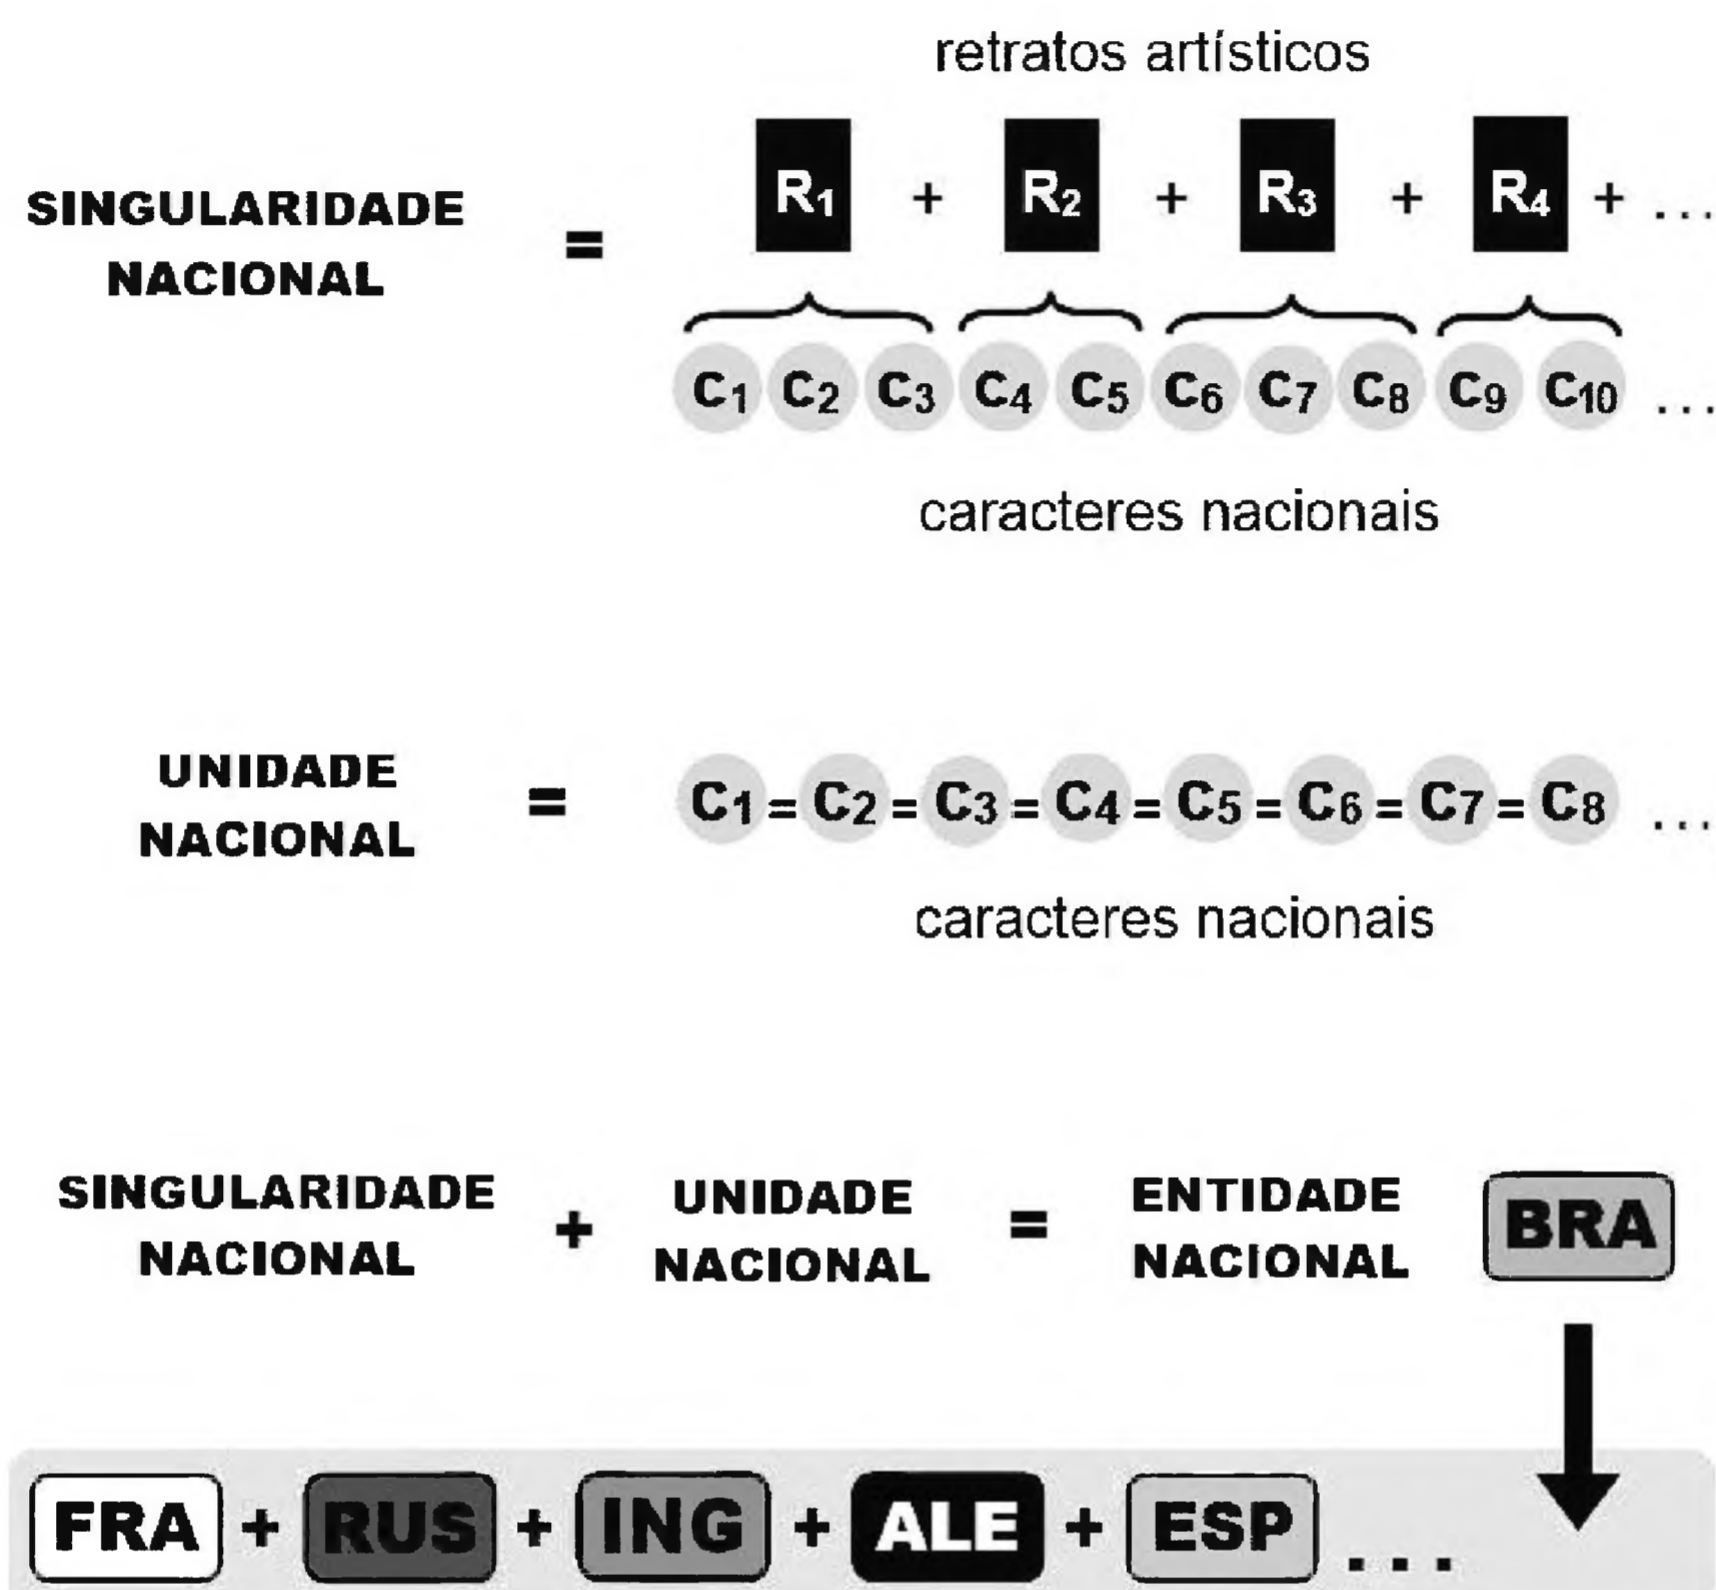 retratos artísticos
SINGULARIDADE NACIONAL = R1 + R2 + R3 + R4 + ...
C1 C2 C3 C4 C5 C6 C7 C8 C9 C10 ...
caracteres nacionais
UNIDADE NACIONAL = C1 = C2 = C3 = C4 = C5 = C6 = C7 = C8 ...
caracteres nacionais
SINGULARIDADE NACIONAL + UNIDADE NACIONAL = ENTIDADE NACIONAL BRA
FRA + RUS + ING + ALE + ESP ...